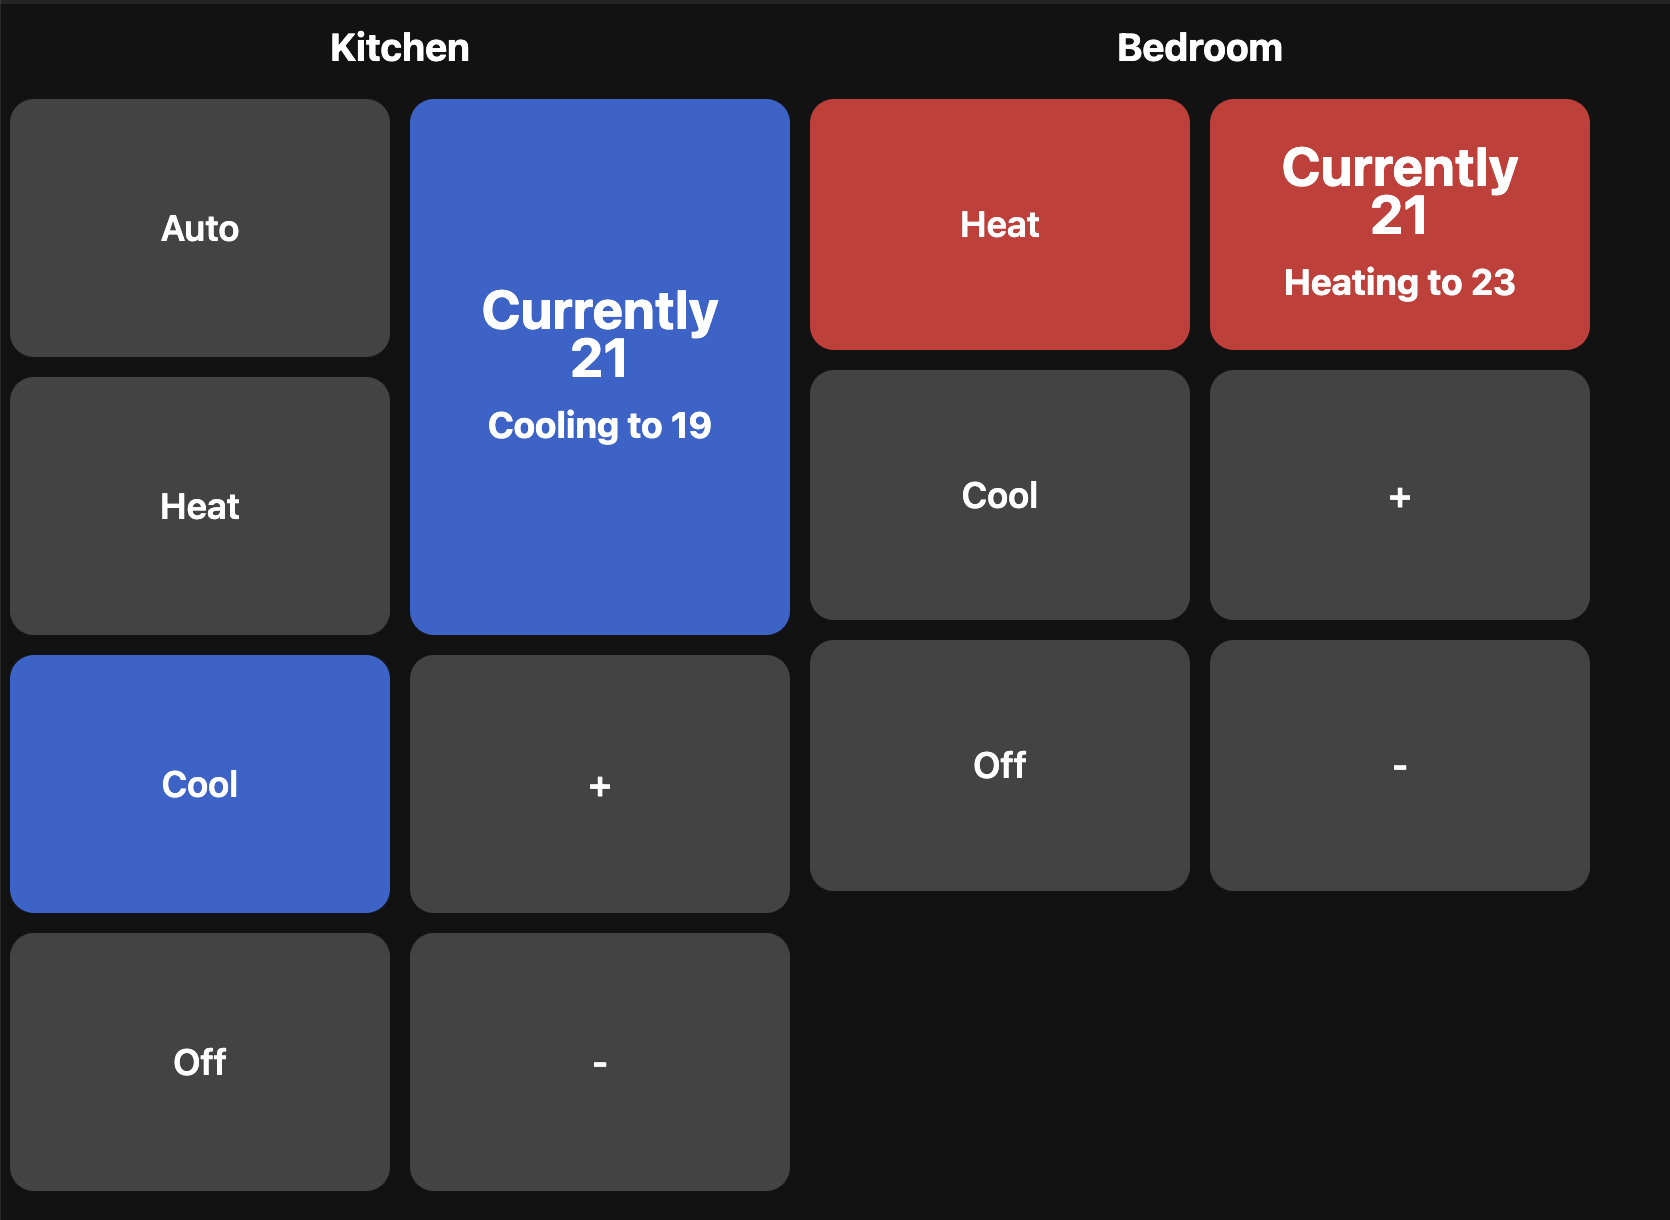 Kitchen
Auto
Currently
21
Cooling to 19
Heat
Cool
+
Off
-
Bedroom
Heat
Currently
21
Heating to 23
Cool
+
Off
-